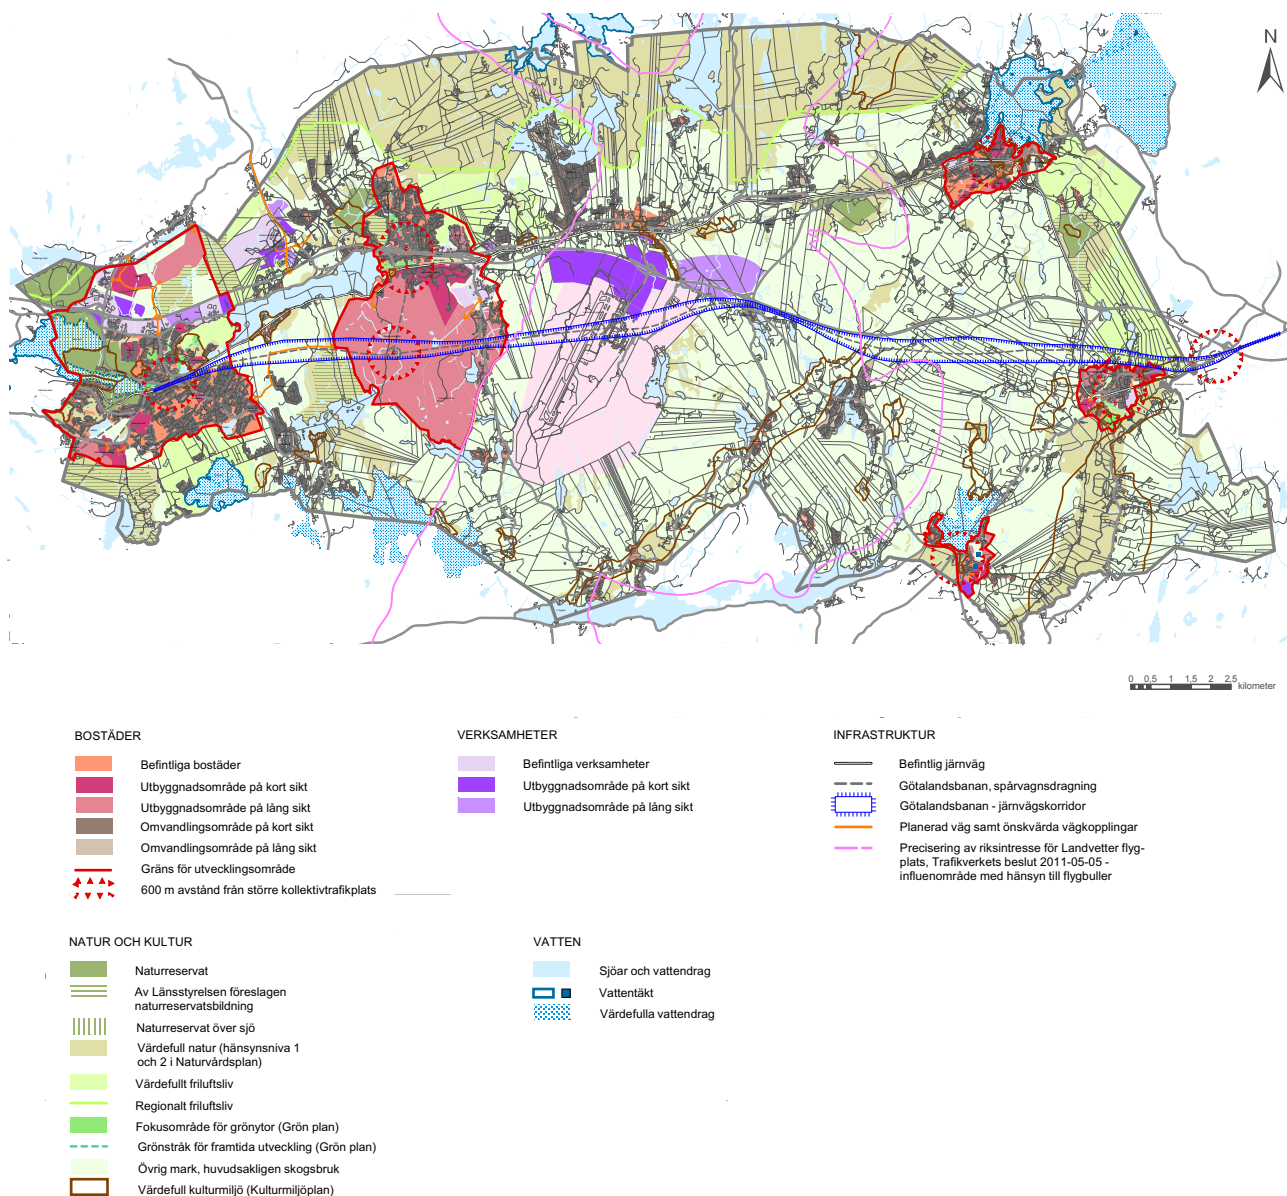 N
0 0,5 1 1,5 2 2,5
kilometer
BOSTÄDER
Befintliga bostäder
Utbyggnadsområde på kort sikt
Utbyggnadsområde på lång sikt
Omvandlingsområde på kort sikt
Omvandlingsområde på lång sikt
Gräns för utvecklingsområde
600 m avstånd från större kollektivtrafikplats
VERKSAMHETER
Befintliga verksamheter
Utbyggnadsområde på kort sikt
Utbyggnadsområde på lång sikt
INFRASTRUKTUR
Befintlig järnväg
Götalandsbanan, spårvagnsdragning
Götalandsbanan - järnvägskorridor
Planerad väg samt önskvärda vägkopplingar
Precisering av riksintresse för Landvetter flyg-
plats, Trafikverkets beslut 2011-05-05 -
influenområde med hänsyn till flygbuller
NATUR OCH KULTUR
Naturreservat
Av Länsstyrelsen föreslagen
naturreservatsbildning
Naturreservat över sjö
Värdefull natur (hänsynsniva 1
och 2 i Naturvårdsplan)
Värdefullt friluftsliv
Regionalt friluftsliv
Fokusområde för grönytor (Grön plan)
Grönstråk för framtida utveckling (Grön plan)
Övrig mark, huvudsakligen skogsbruk
Värdefull kulturmiljö (Kulturmiljöplan)
VATTEN
Sjöar och vattendrag
Vattentäkt
Värdefulla vattendrag